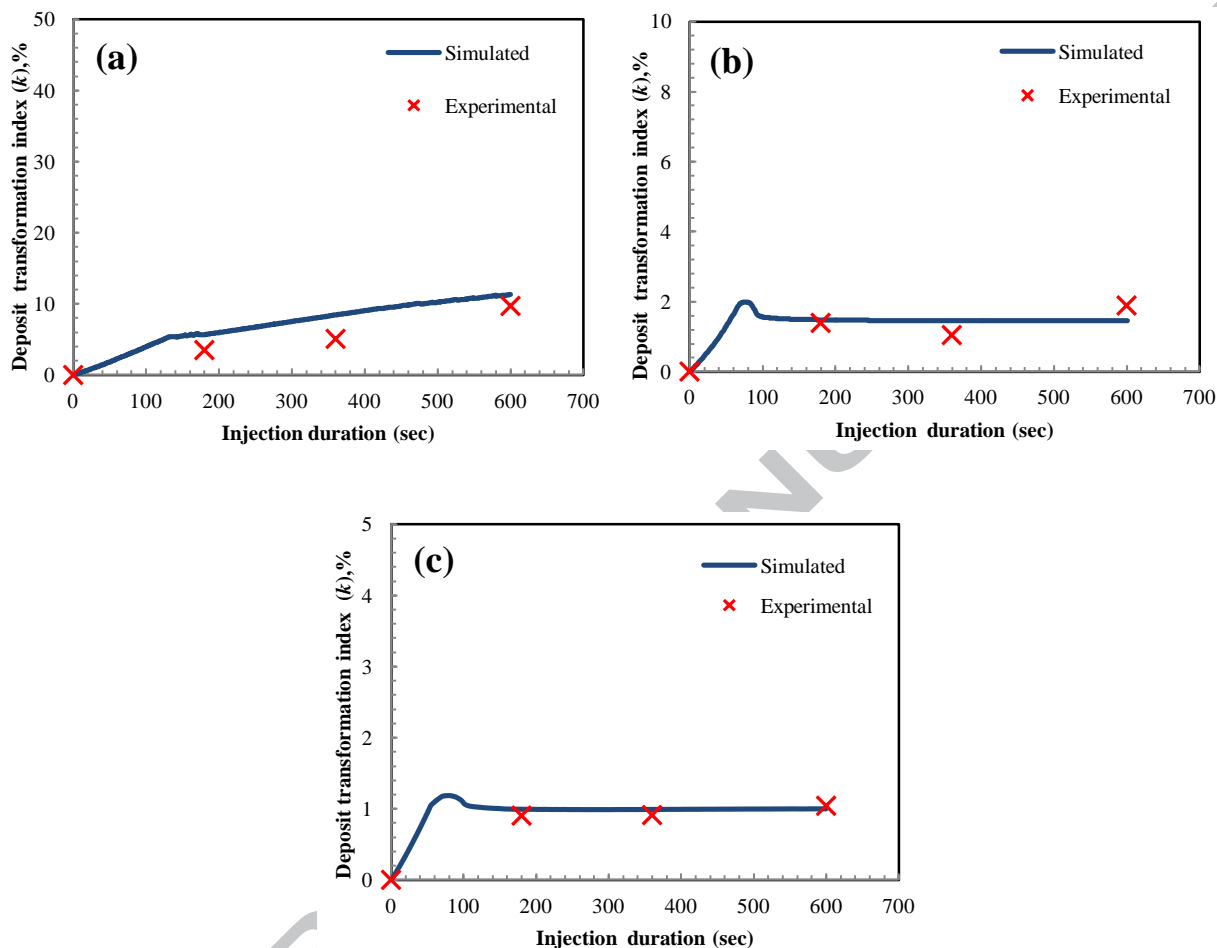 (a)
Simulated
Experimental
Deposit transformation index (k),%
50
40
30
20
10
0
0 100 200 300 400 500 600 700
Injection duration (sec)
(b)
Simulated
Experimental
Deposit transformation index (k),%
10
8
6
4
2
0
0 100 200 300 400 500 600 700
Injection duration (sec)
(c)
Simulated
Experimental
Deposit transformation index (k),%
5
4
3
2
1
0
0 100 200 300 400 500 600 700
Injection duration (sec)